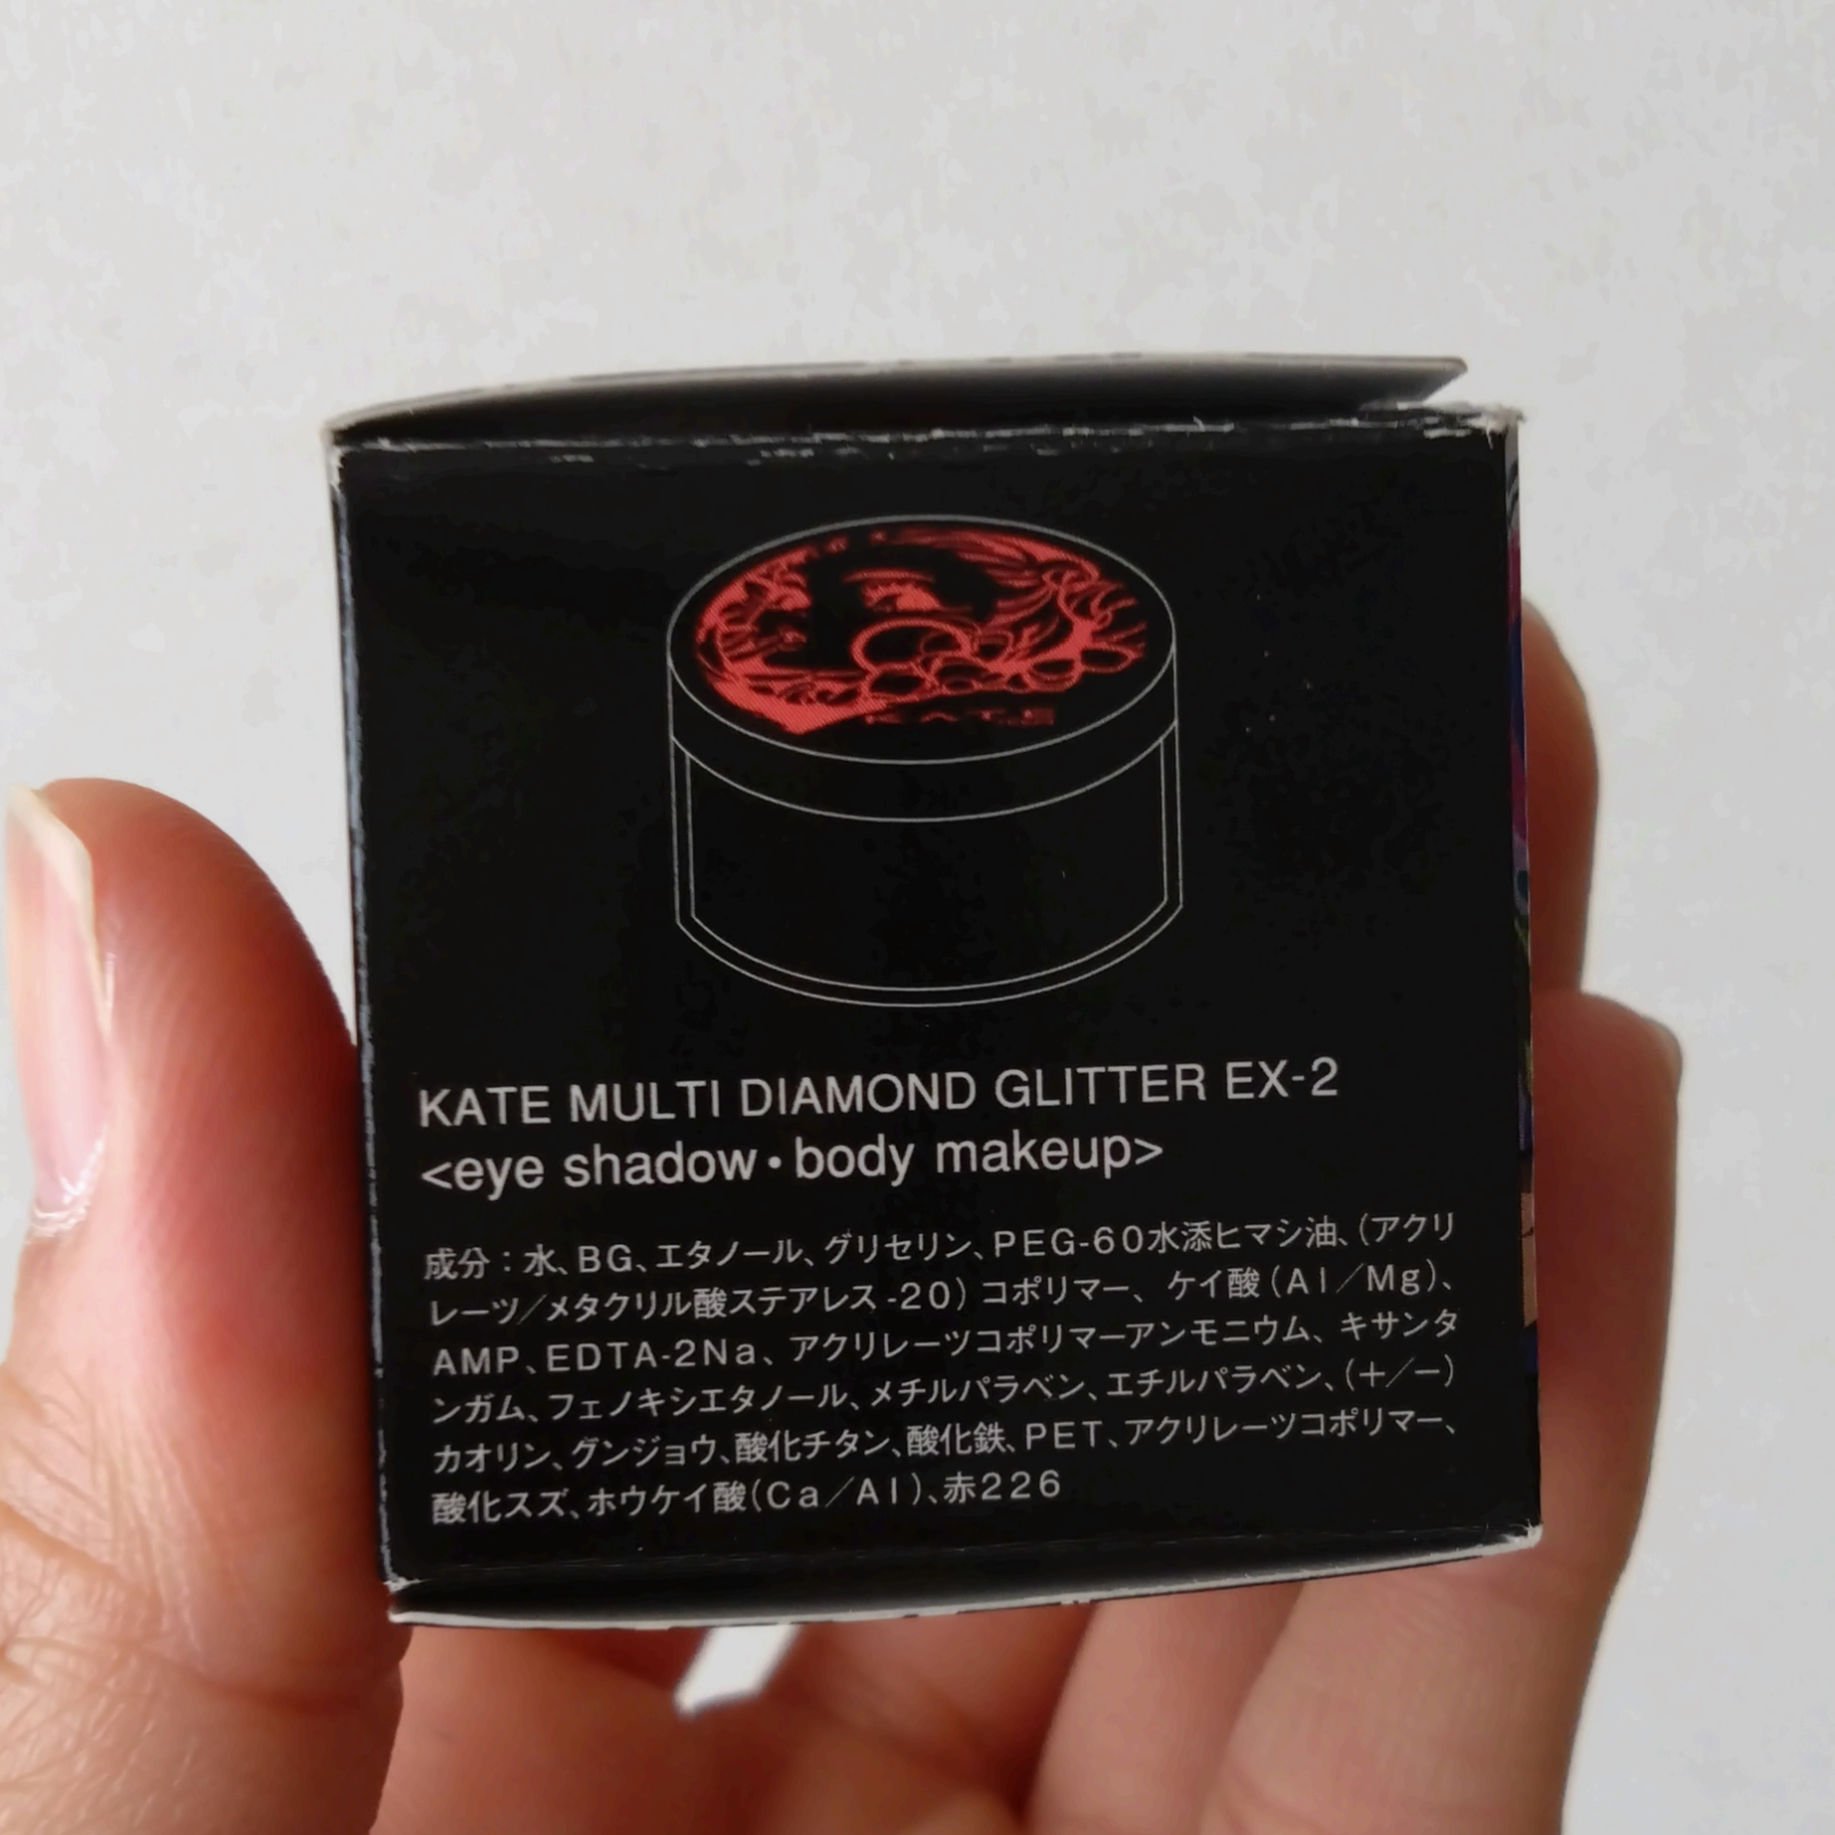 KATE
KATE MULTI DIAMOND GLITTER EX-2
<eye shadow・body makeup>
成分：水、BG、エタノール、グリセリン、PEG-60水添ヒマシ油、(アクリ
レーツ／メタクリル酸ステアレス-20) コポリマー、ケイ酸(Al／Mg)、
AMP、EDTA-2Na、アクリレーツコポリマーアンモニウム、キサンタ
ンガム、フェノキシエタノール、メチルパラベン、エチルパラベン、(＋／－)
カオリン、グンジョウ、酸化チタン、酸化鉄、PET、アクリレーツコポリマー、
酸化スズ、ホウケイ酸(Ca／Al)、赤226